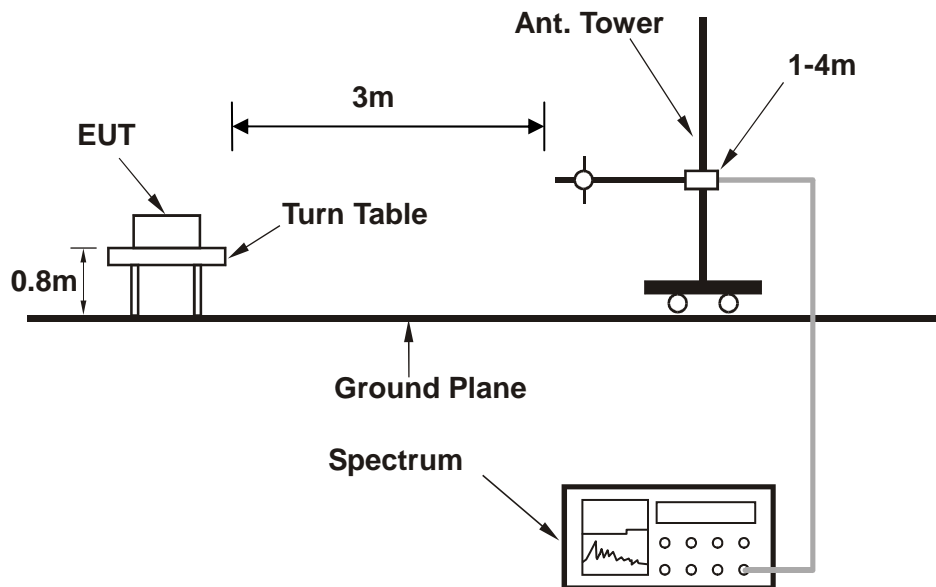 Ant. Tower
1-4m
3m
EUT
Turn Table
0.8m
Ground Plane
Spectrum